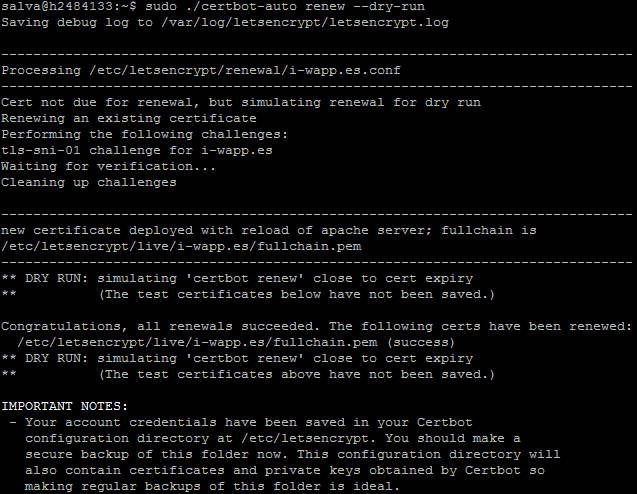 salva@h2484133:~$ sudo ./certbot-auto renew --dry-run
Saving debug log to /var/log/letsencrypt/letsencrypt.log

-------------------------------------------------------------------------------
Processing /etc/letsencrypt/renewal/i-wapp.es.conf
-------------------------------------------------------------------------------
Cert not due for renewal, but simulating renewal for dry run
Renewing an existing certificate
Performing the following challenges:
tls-sni-01 challenge for i-wapp.es
Waiting for verification...
Cleaning up challenges

-------------------------------------------------------------------------------
new certificate deployed with reload of apache server; fullchain is
/etc/letsencrypt/live/i-wapp.es/fullchain.pem
-------------------------------------------------------------------------------
** DRY RUN: simulating 'certbot renew' close to cert expiry
**          (The test certificates below have not been saved.)

Congratulations, all renewals succeeded. The following certs have been renewed:
  /etc/letsencrypt/live/i-wapp.es/fullchain.pem (success)
** DRY RUN: simulating 'certbot renew' close to cert expiry
**          (The test certificates above have not been saved.)

IMPORTANT NOTES:
 - Your account credentials have been saved in your Certbot
   configuration directory at /etc/letsencrypt. You should make a
   secure backup of this folder now. This configuration directory will
   also contain certificates and private keys obtained by Certbot so
   making regular backups of this folder is ideal.